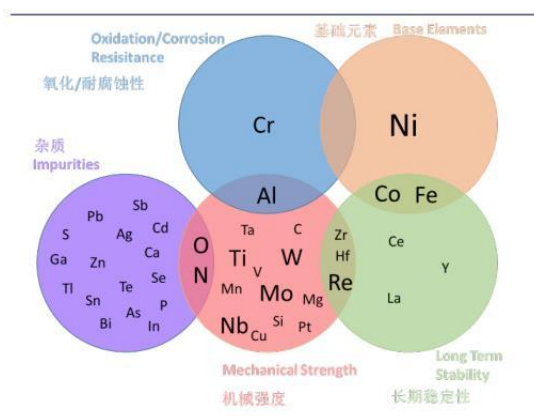 基础元素 Base Elements
Oxidation/Corrosion
Resisitance
氧化/耐腐蚀性
Cr
Ni
杂质
Impurities
Al
Co Fe
Sb
Pb
S
Ag
Cd
Ga
Zn
Ca
Tl
Te
Se
Sn
As
P
Bi
In
O
N
Ta
C
Ti
W
V
Mn
Mo
Mg
Nb
Cu
Si
Pt
Zr
Hf
Re
Ce
Y
La
Mechanical Strength
机械强度
Long Term
Stability
长期稳定性